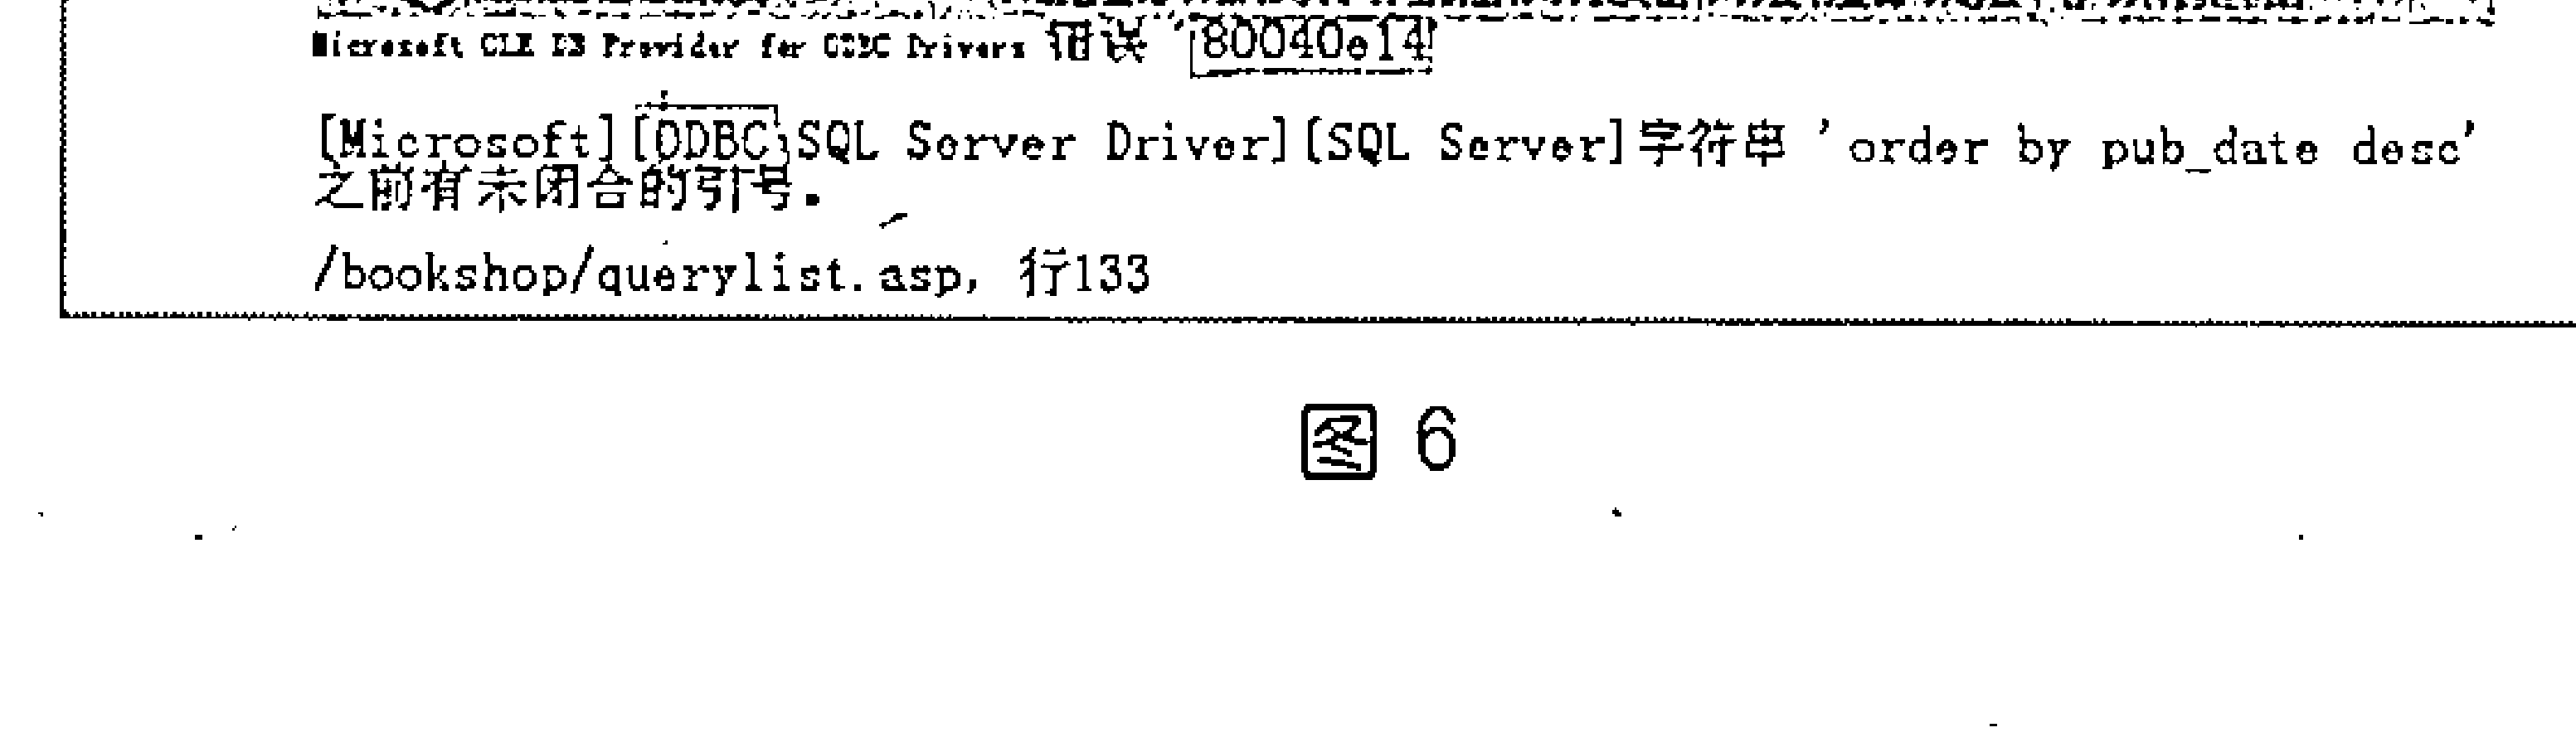 Microsoft OLE DB Provider for ODBC Drivers 错误 '80040e14'
[Microsoft][ODBC SQL Server Driver][SQL Server]字符串 'order by pub_date desc'
之前有未闭合的引号.
/bookshop/querylist.asp, 行133
图 6